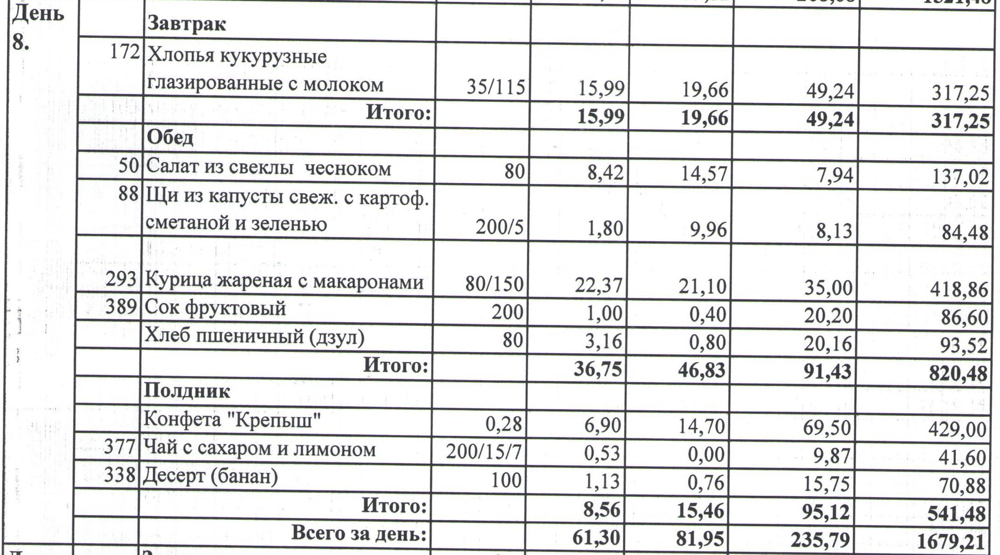 День
8.
Завтрак
172 Хлопья кукурузные
глазированные с молоком 35/115 15,99 19,66 49,24 317,25
Итого: 15,99 19,66 49,24 317,25
Обед
50 Салат из свеклы чесноком 80 8,42 14,57 7,94 137,02
88 Щи из капусты свеж. с картоф.
сметаной и зеленью 200/5 1,80 9,96 8,13 84,48
293 Курица жареная с макаронами 80/150 22,37 21,10 35,00 418,86
389 Сок фруктовый 200 1,00 0,40 20,20 86,60
Хлеб пшеничный (дзул) 80 3,16 0,80 20,16 93,52
Итого: 36,75 46,83 91,43 820,48
Полдник
Конфета "Крепыш" 0,28 6,90 14,70 69,50 429,00
377 Чай с сахаром и лимоном 200/15/7 0,53 0,00 9,87 41,60
338 Десерт (банан) 100 1,13 0,76 15,75 70,88
Итого: 8,56 15,46 95,12 541,48
Всего за день: 61,30 81,95 235,79 1679,21